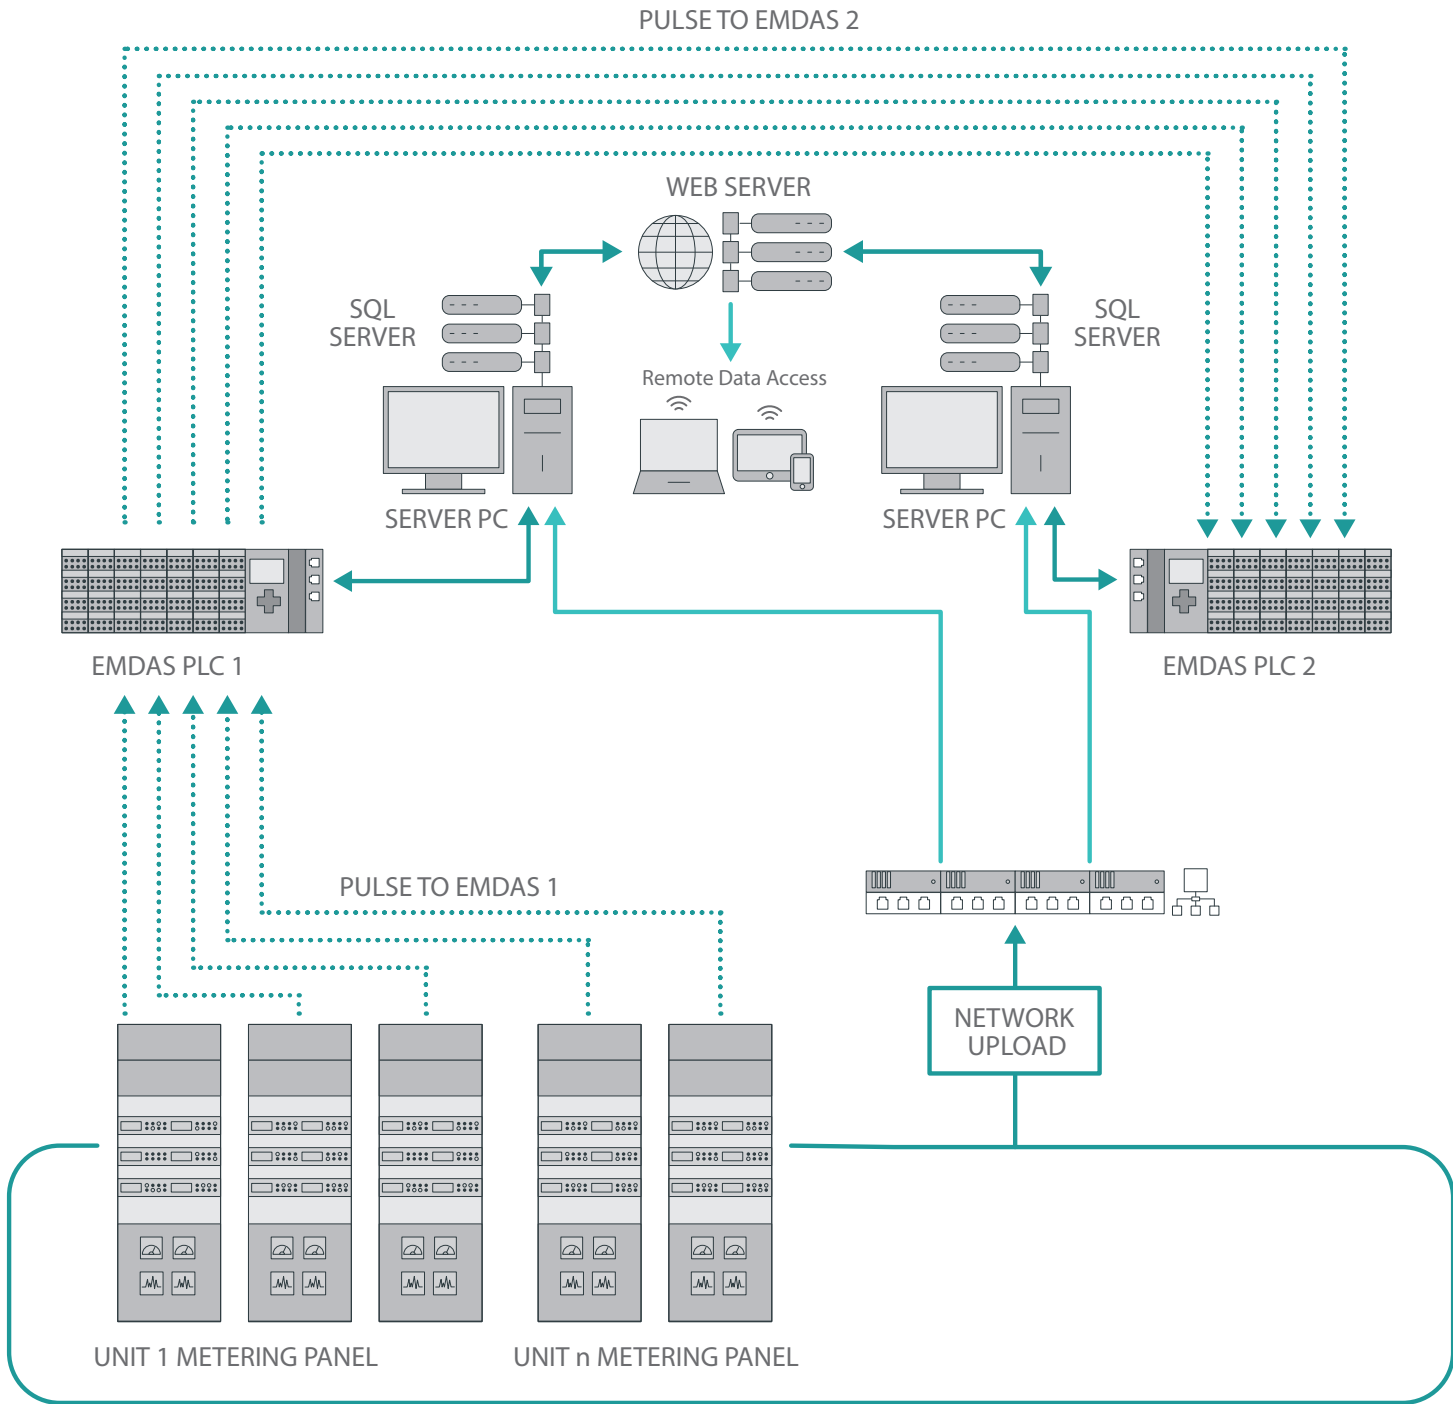 PULSE TO EMDAS 2
WEB SERVER
SQL
SERVER
SQL
SERVER
Remote Data Access
SERVER PC
SERVER PC
EMDAS PLC 1
EMDAS PLC 2
PULSE TO EMDAS 1
NETWORK
UPLOAD
UNIT 1 METERING PANEL
UNIT n METERING PANEL